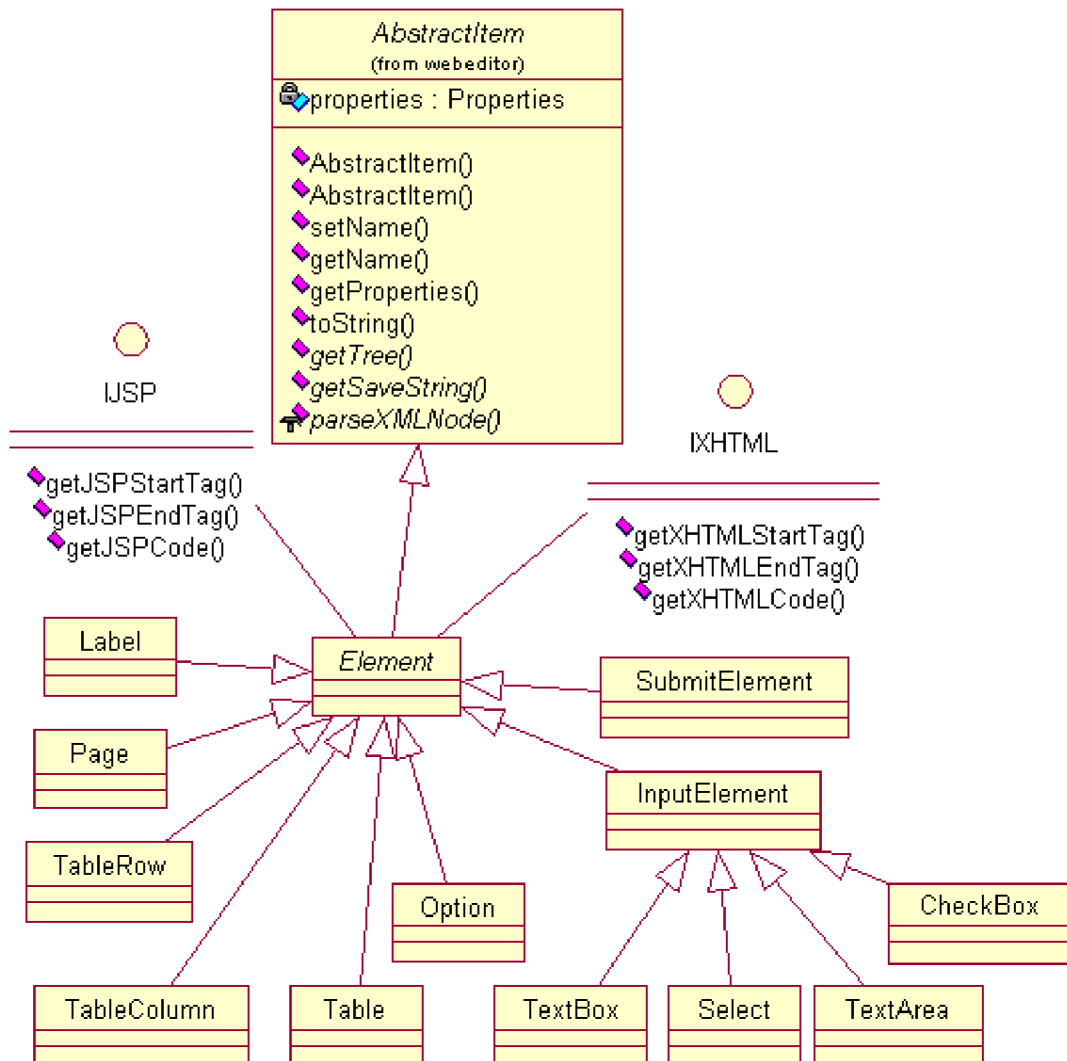 AbstractItem
(from webeditor)
properties : Properties
AbstractItem()
AbstractItem()
setName()
getName()
getProperties()
toString()
getTree()
getSaveString()
parseXMLNode()
IJSP
getJSPStartTag()
getJSPEndTag()
getJSPCode()
IXHTML
getXHTMLStartTag()
getXHTMLEndTag()
getXHTMLCode()
Label
Element
SubmitElement
Page
InputElement
TableRow
Option
CheckBox
TableColumn
Table
TextBox
Select
TextArea